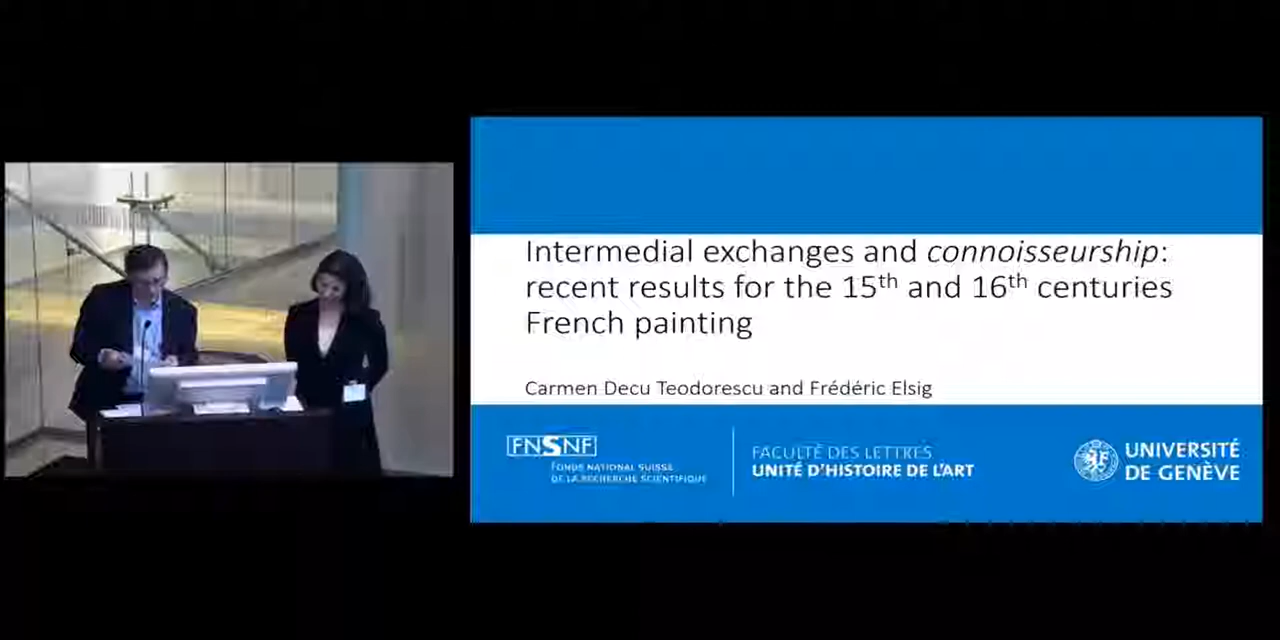 Intermedial exchanges and connoisseurship:
recent results for the 15th and 16th centuries
French painting
Carmen Decu Teodorescu and Frédéric Elsig
FNSNF
FONDS NATIONAL SUISSE
DE LA RECHERCHE SCIENTIFIQUE
FACULTÉ DES LETTRES
UNITÉ D'HISTOIRE DE L'ART
UNIVERSITÉ
DE GENÈVE